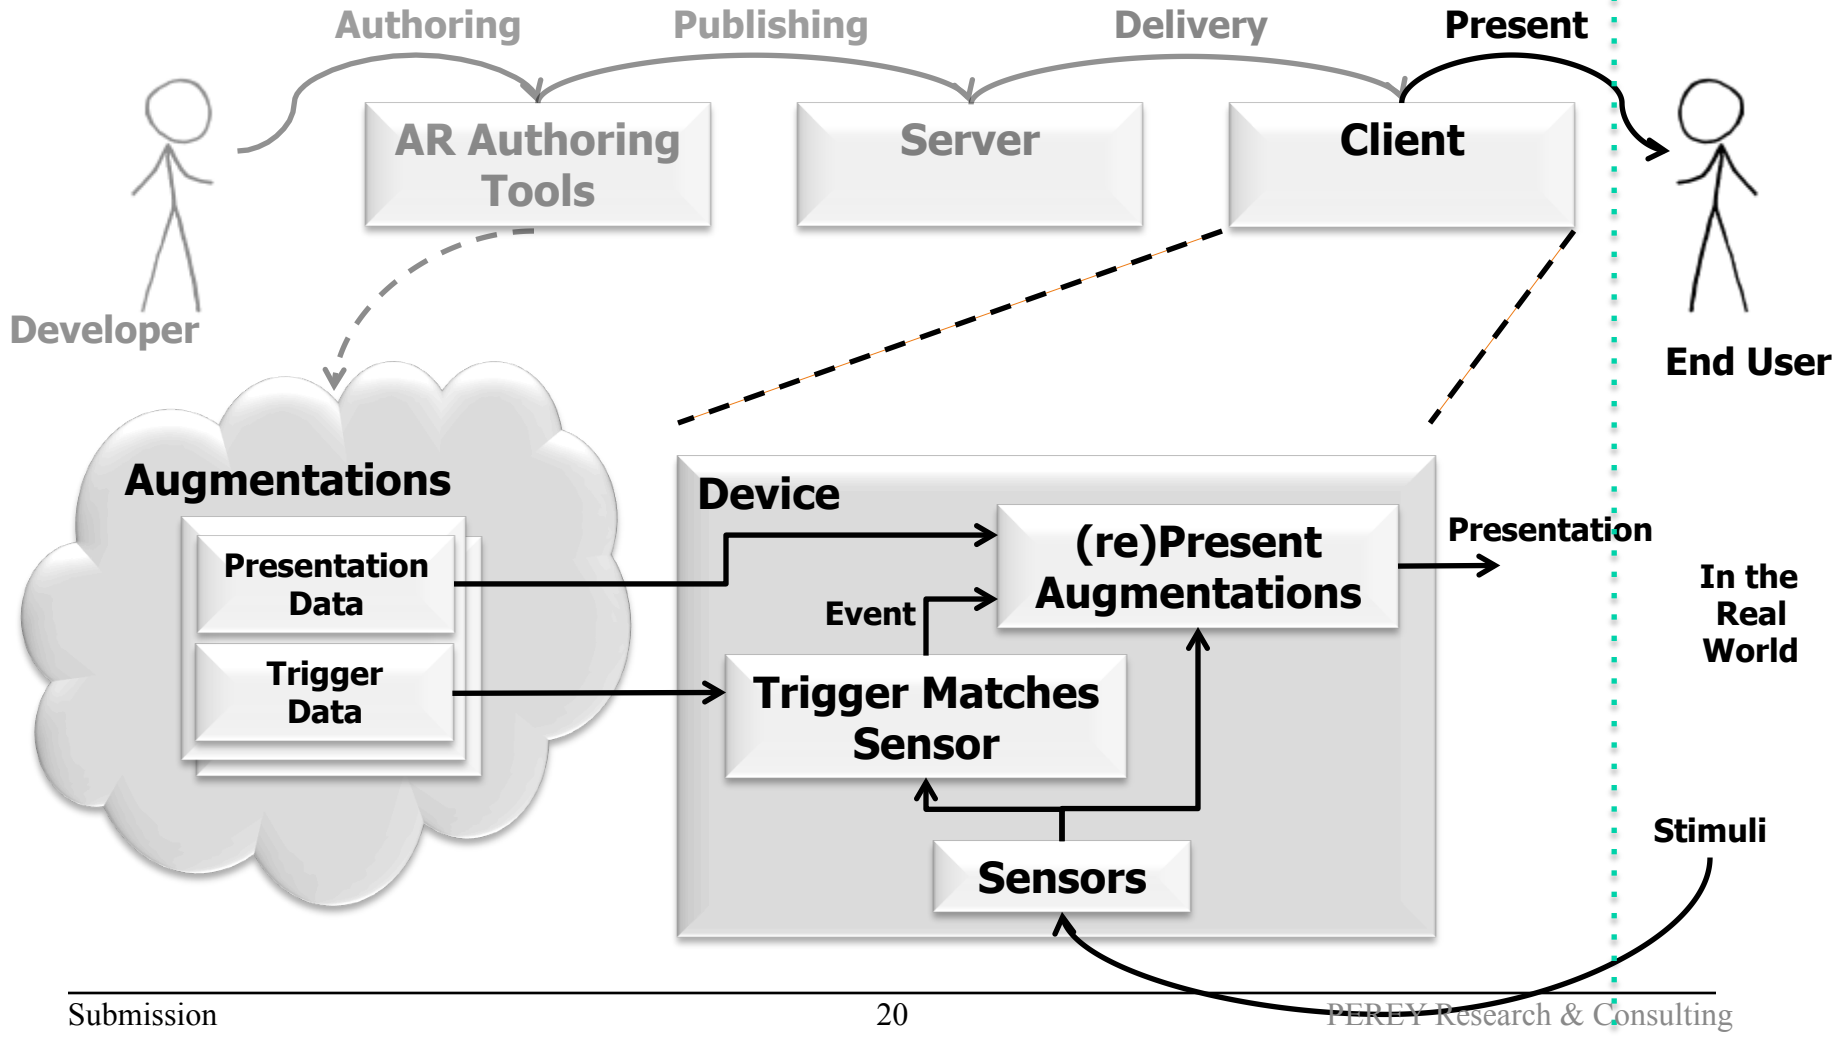 Authoring
Publishing
Delivery
Present
AR Authoring
Tools
Server
Client
Developer
End User
Augmentations
Presentation
Data
Trigger
Data
Device
(re)Present
Augmentations
Presentation
Event
Trigger Matches
Sensor
Sensors
In the
Real
World
Stimuli
Submission
20
PEREY Research & Consulting